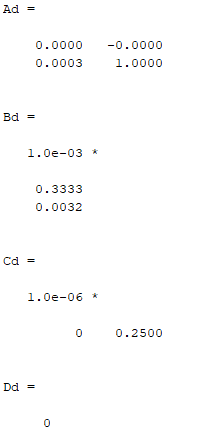 Ad =
0.0000 -0.0000
0.0003 1.0000
Bd =
1.0e-03 *
0.3333
0.0032
Cd =
1.0e-06 *
0 0.2500
Dd =
0